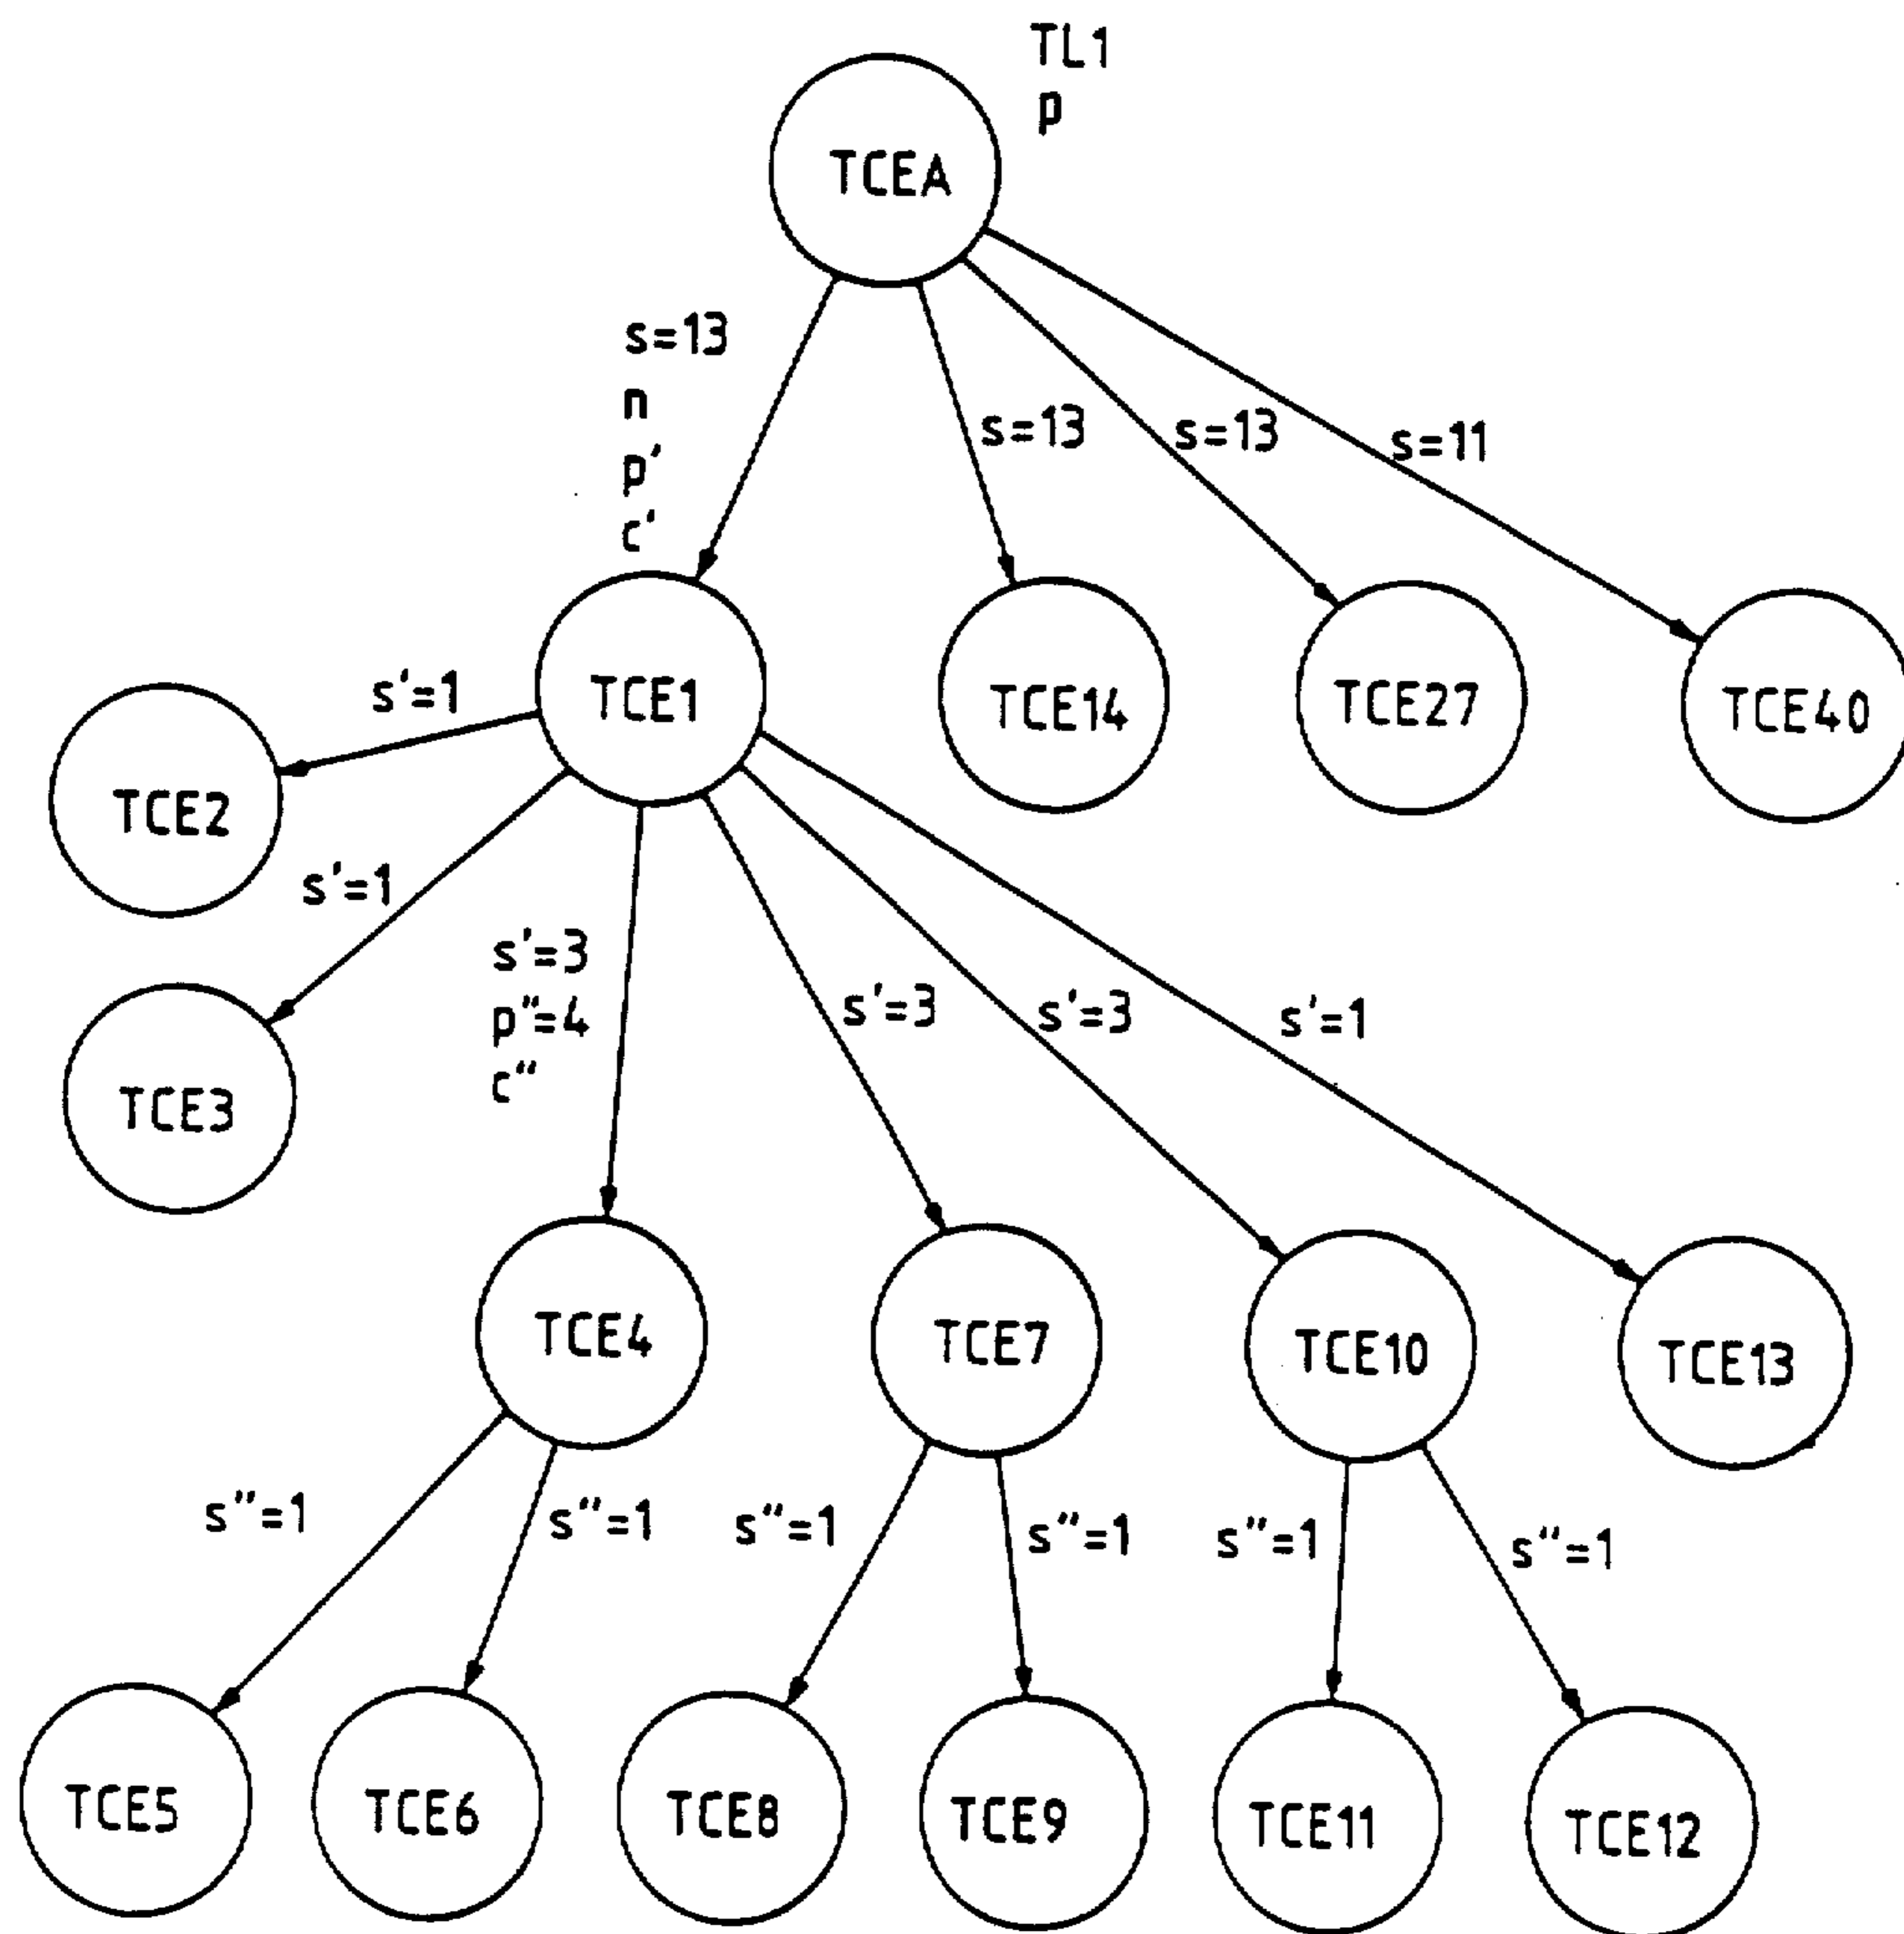 TL1
p
TCEA
s=13
n
p'
c'
s=13
s=13
s=11
TCE1
TCE14
TCE27
TCE40
s'=1
TCE2
s'=1
TCE3
s'=3
p"=4
c"
s'=3
s'=3
s'=1
TCE4
TCE7
TCE10
TCE13
s"=1
s"=1
s"=1
s"=1
s"=1
s"=1
TCE5
TCE6
TCE8
TCE9
TCE11
TCE12